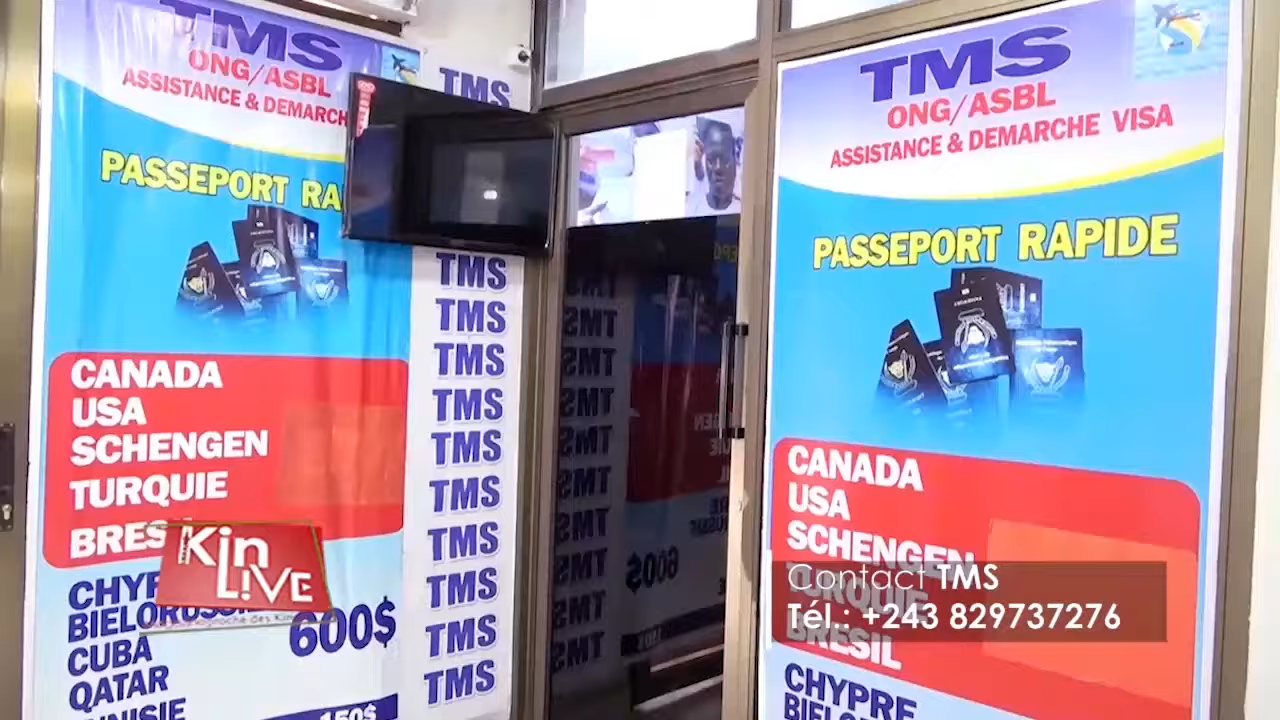 TMS
ONG/ASBL
ASSISTANCE & DEMARCH
PASSEPORT RA
CANADA
USA
SCHENGEN
TURQUIE
BRES
CHYP
BIELORUSSI
600$
CUBA
QATAR
150$
Kin
LIVE
TMS
TMS
TMS
TMS
TMS
TMS
TMS
TMS
TMS
TMS
TMS
TMS
ONG/ASBL
ASSISTANCE & DEMARCHE VISA
PASSEPORT RAPIDE
CANADA
USA
SCHENGEN
TURQUIE
BRESIL
CHYPRE
Contact TMS
Tél.: +243 829737276